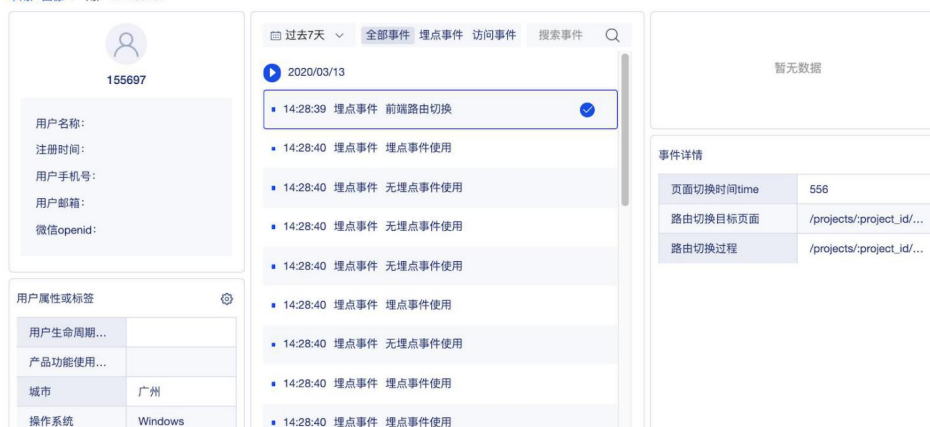 155697
用户名称：
注册时间：
用户手机号：
用户邮箱：
微信openid：
用户属性或标签
用户生命周期...
产品功能使用...
城市 广州
操作系统 Windows
过去7天 全部事件 埋点事件 访问事件 搜索事件
2020/03/13
14:28:39 埋点事件 前端路由切换
14:28:40 埋点事件 埋点事件使用
14:28:40 埋点事件 无埋点事件使用
14:28:40 埋点事件 无埋点事件使用
14:28:40 埋点事件 无埋点事件使用
14:28:40 埋点事件 埋点事件使用
14:28:40 埋点事件 无埋点事件使用
14:28:40 埋点事件 埋点事件使用
14:28:40 埋点事件 埋点事件使用
暂无数据
事件详情
页面切换时间time 556
路由切换目标页面 /projects/:project_id/...
路由切换过程 /projects/:project_id/...